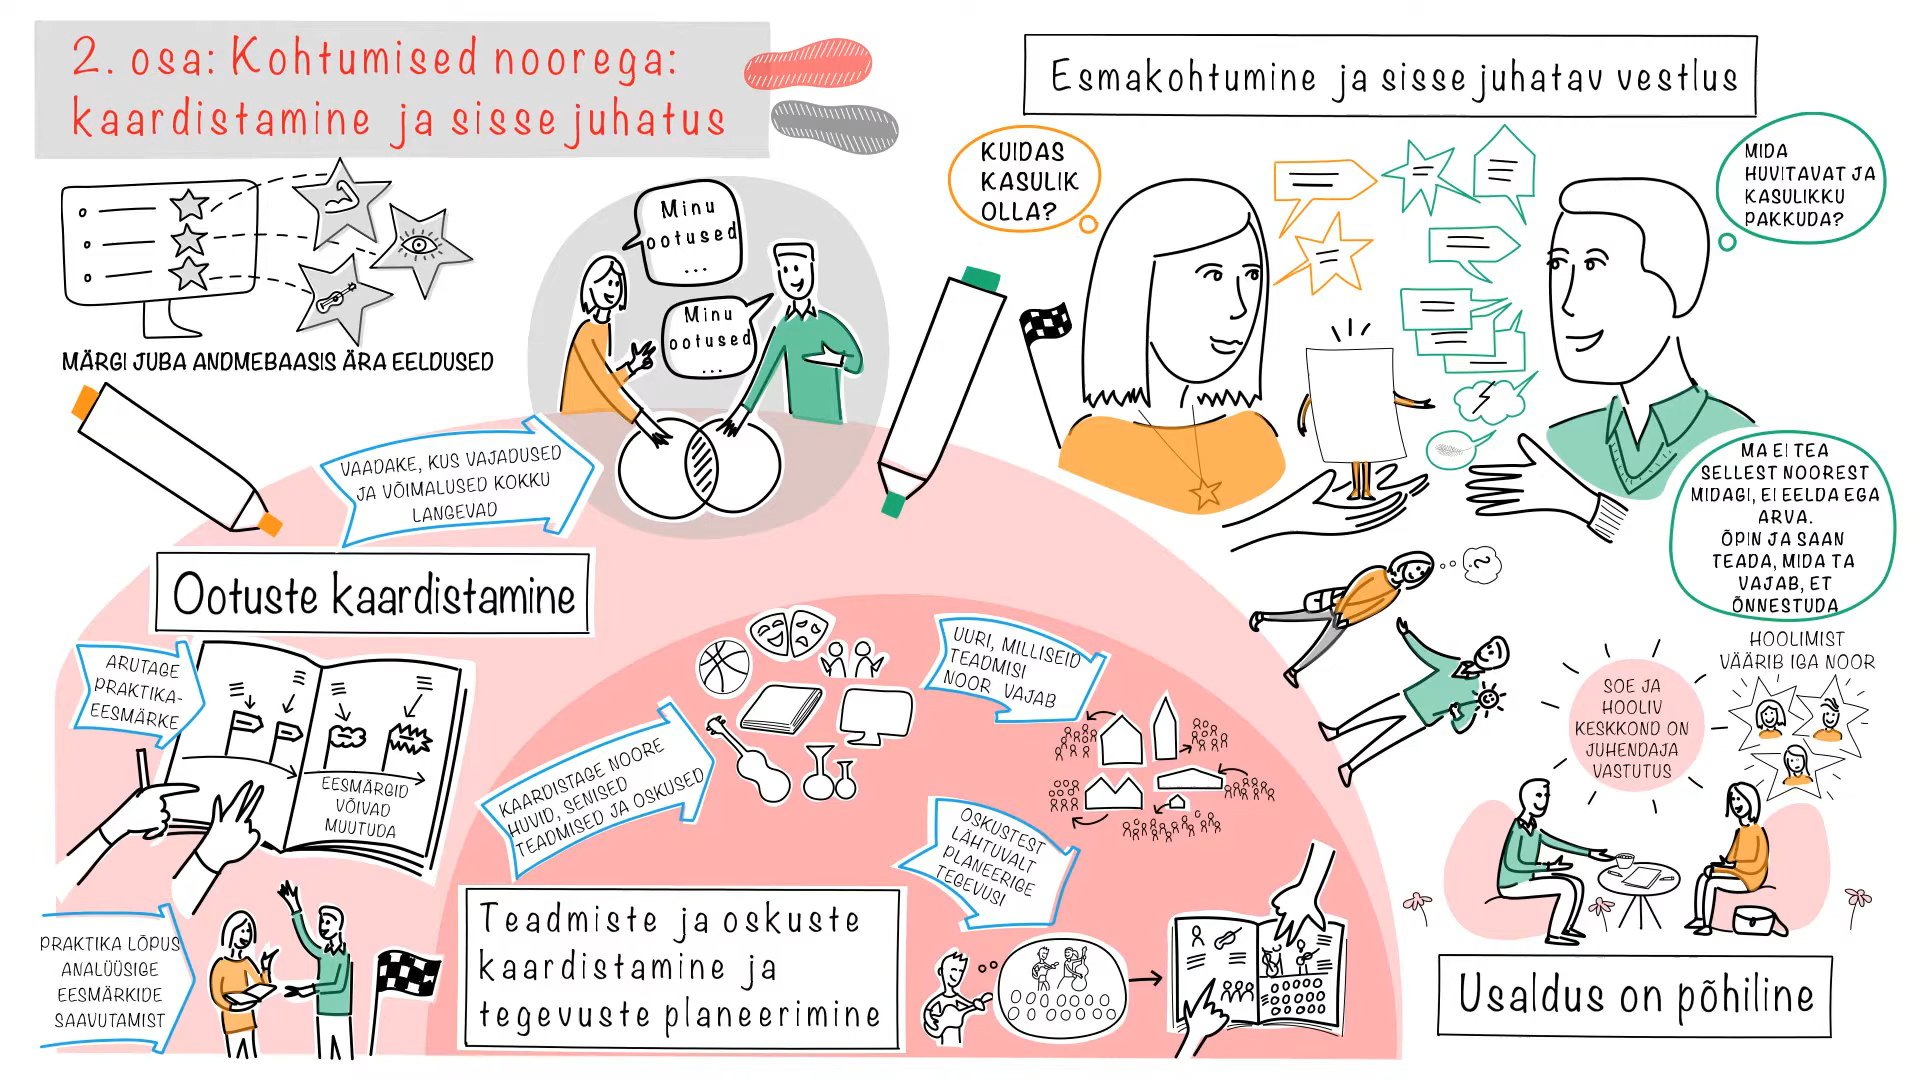 2. osa: Kohtumised noorega:
kaardistamine ja sissejuhatus
MÄRGI JUBA ANDMEBAASIS ÄRA EELDUSED
Minu
ootused
...
Minu
ootused
...
VAADAKE, KUS VAJADUSED
JA VÕIMALUSED KOKKU
LANGEVAD
Ootuste kaardistamine
ARUTAGE
PRAKTIKA-
EESMÄRKE
EESMÄRGID
VÕIVAD
MUUTUDA
PRAKTIKA LÕPUS
ANALÜÜSIGE
EESMÄRKIDE
SAAVUTAMIST
KAARDISTAGE NOORE
HUVID, SENISED
TEADMISED JA OSKUSED
UURI, MILLISEID
TEADMISI
NOOR VAJAB
OSKUSTEST
LÄHTUVALT
PLANEERIGE
TEGEVUSI
Teadmiste ja oskuste
kaardistamine ja
tegevuste planeerimine
Esmakohtumine ja sissejuhatav vestlus
KUIDAS
KASULIK
OLLA?
MIDA
HUVITAVAT JA
KASULIKKU
PAKKUDA?
MA EI TEA
SELLEST NOOREST
MIDAGI, EI EELDA EGA
ARVA.
ÕPIN JA SAAN
TEADA, MIDA TA
VAJAB, ET
ÕNNESTUDA
?
HOOLIMIST
VÄÄRIB IGA NOOR
SOE JA
HOOLIV
KESKKOND ON
JUHENDAJA
VASTUTUS
Usaldus on põhiline